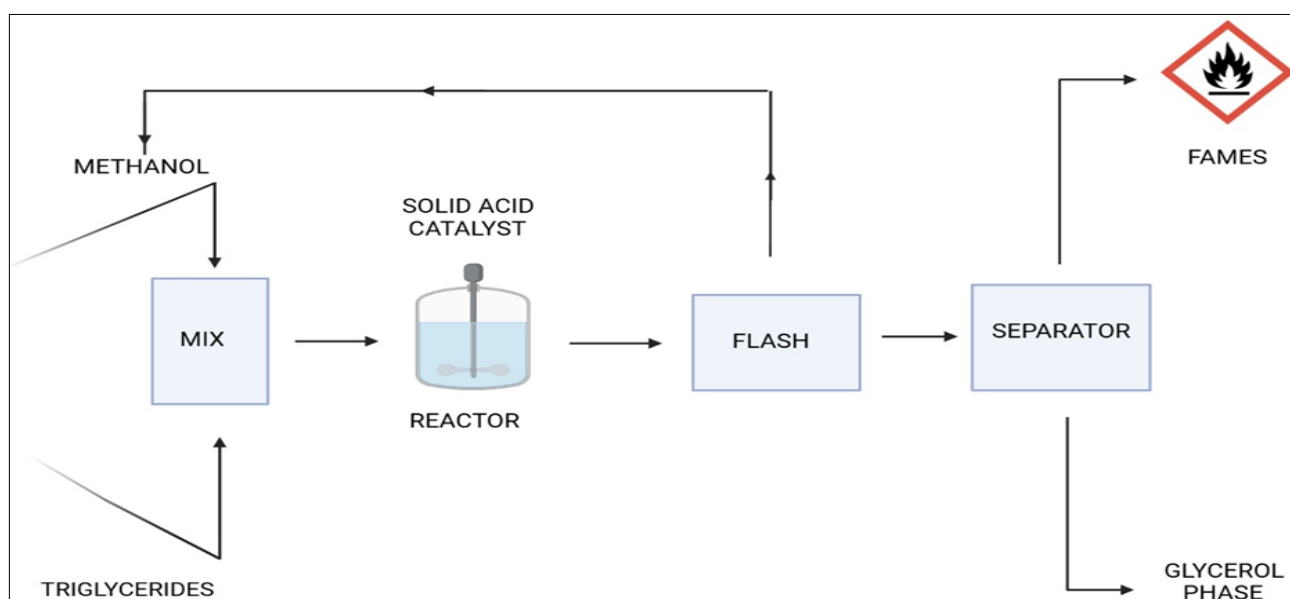 METHANOL
SOLID ACID
CATALYST
FAMES
MIX
REACTOR
FLASH
SEPARATOR
TRIGLYCERIDES
GLYCEROL
PHASE